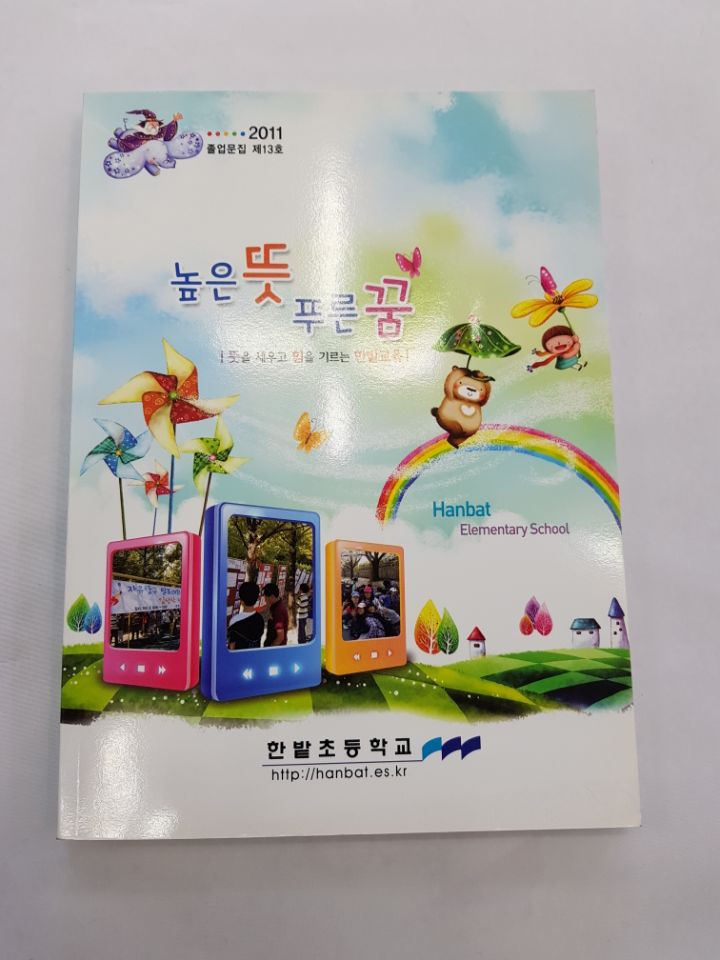 2011
졸업문집 제13호
높은 뜻
푸른 꿈
뜻을 세우고 힘을 기르는 한밭교육
Hanbat
Elementary School
한밭초등학교
http://hanbat.es.kr